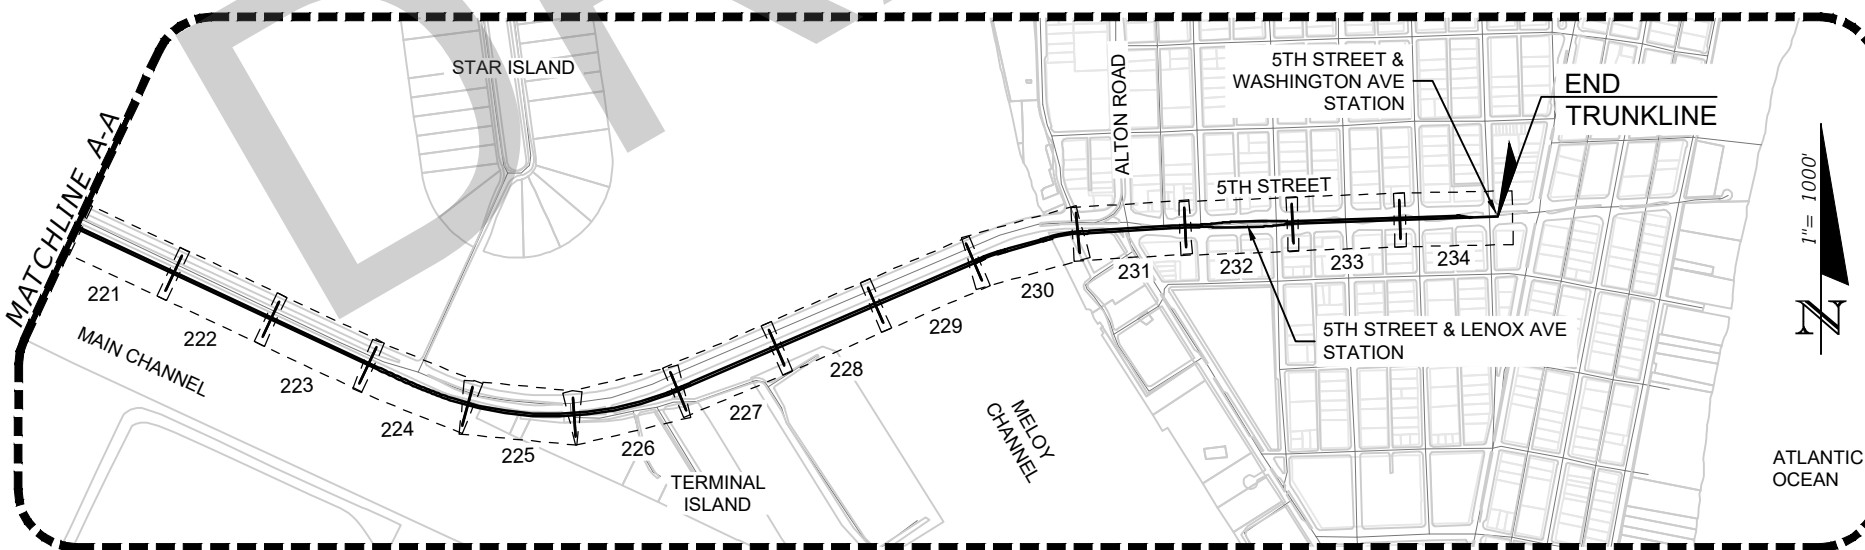 STAR ISLAND
ALTON ROAD
5TH STREET &
WASHINGTON AVE
STATION
END
TRUNKLINE
MATCHLINE A-A
5TH STREET
1"= 1000'
N
221
222
223
224
225
226
227
228
229
230
231
232
233
234
MAIN CHANNEL
5TH STREET & LENOX AVE
STATION
MELOY
CHANNEL
TERMINAL
ISLAND
ATLANTIC
OCEAN